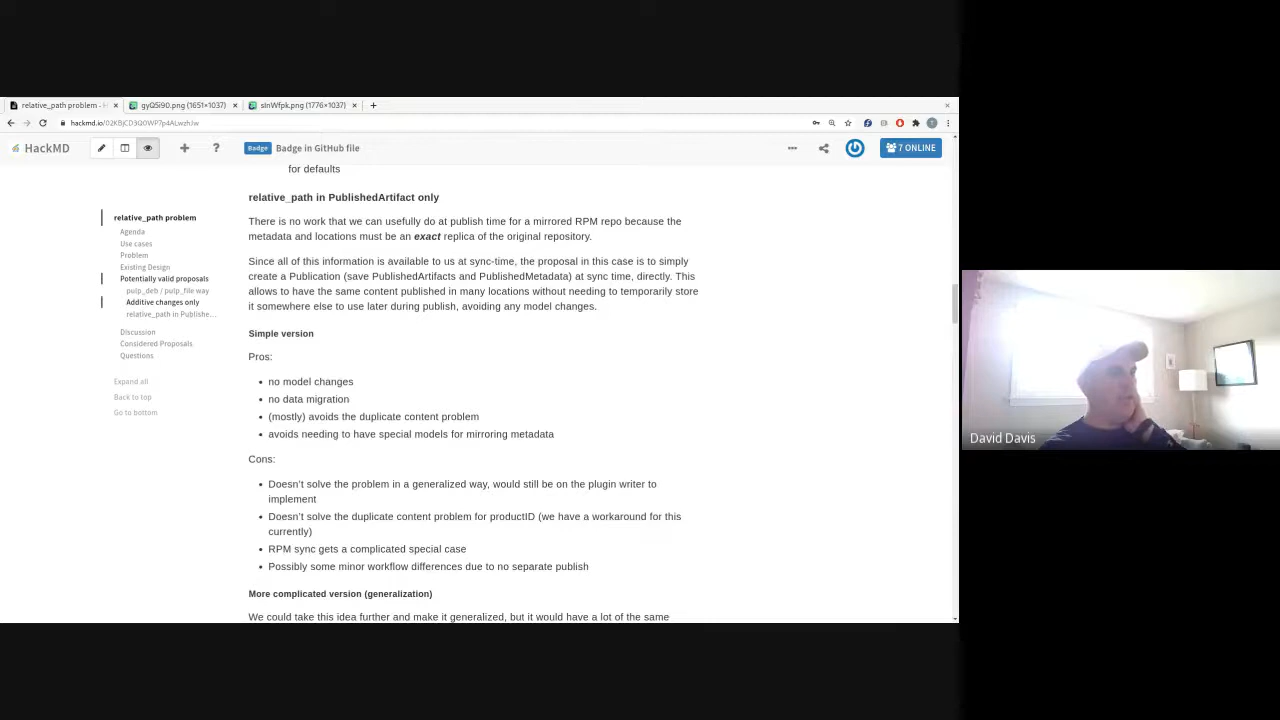 relative_path problem - H
gyQ5i90.png (1651×1037)
sInWfpk.png (1776×1037)
hackmd.io/02KBjCD3Q0WP7p4ALwzhlw
HackMD
Badge
Badge in GitHub file
7 ONLINE
for defaults
relative_path in PublishedArtifact only
There is no work that we can usefully do at publish time for a mirrored RPM repo because the
metadata and locations must be an exact replica of the original repository.
Since all of this information is available to us at sync-time, the proposal in this case is to simply
create a Publication (save PublishedArtifacts and PublishedMetadata) at sync time, directly. This
allows to have the same content published in many locations without needing to temporarily store
it somewhere else to use later during publish, avoiding any model changes.
Simple version
Pros:
• no model changes
• no data migration
• (mostly) avoids the duplicate content problem
• avoids needing to have special models for mirroring metadata
Cons:
• Doesn't solve the problem in a generalized way, would still be on the plugin writer to
implement
• Doesn't solve the duplicate content problem for productID (we have a workaround for this
currently)
• RPM sync gets a complicated special case
• Possibly some minor workflow differences due to no separate publish
More complicated version (generalization)
We could take this idea further and make it generalized, but it would have a lot of the same
relative_path problem
Agenda
Use cases
Problem
Existing Design
Potentially valid proposals
pulp_deb / pulp_file way
Additive changes only
relative_path in Publishe...
Discussion
Considered Proposals
Questions
Expand all
Back to top
Go to bottom
David Davis